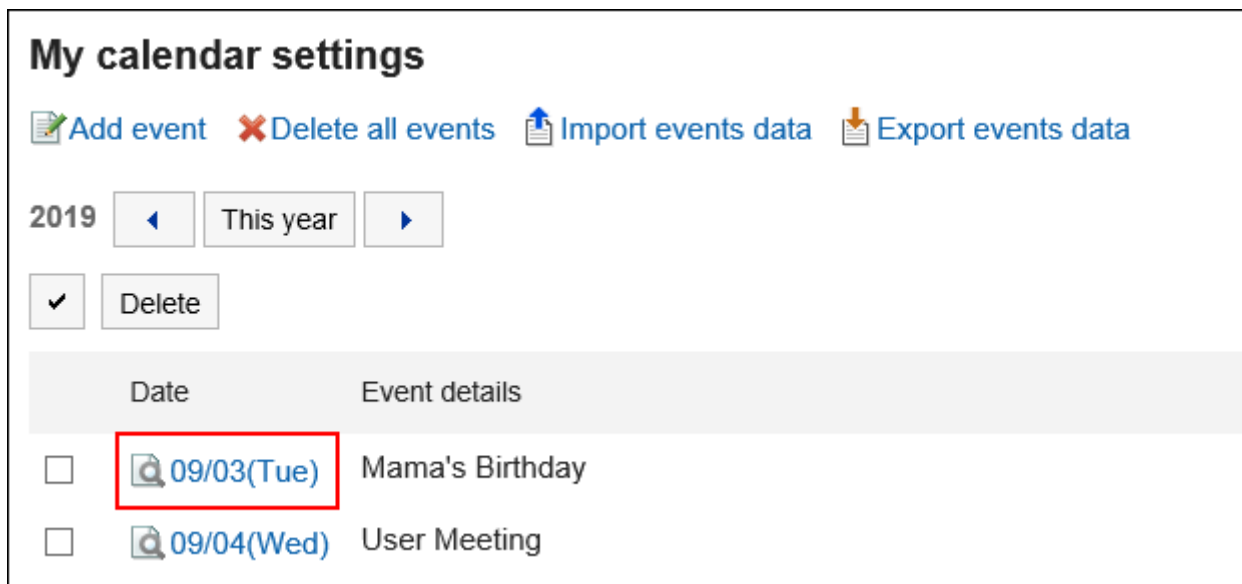 My calendar settings
Add event Delete all events Import events data Export events data
2019 This year
Delete
Date Event details
09/03(Tue) Mama's Birthday
09/04(Wed) User Meeting